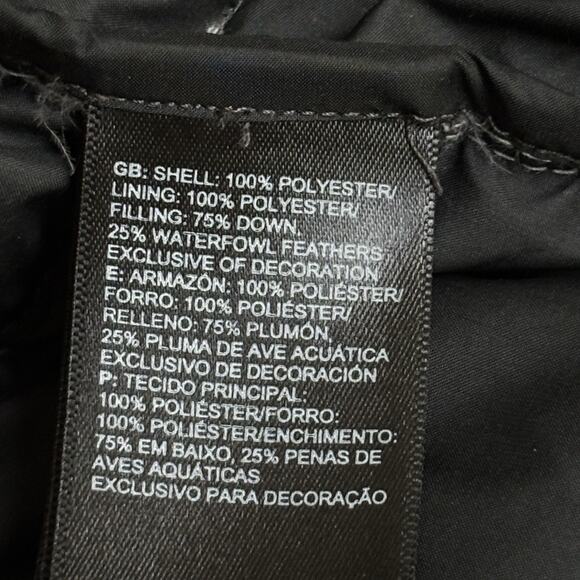 GB: SHELL: 100% POLYESTER/
LINING: 100% POLYESTER/
FILLING: 75% DOWN,
25% WATERFOWL FEATHERS
EXCLUSIVE OF DECORATION
E: ARMAZÓN: 100% POLIÉSTER/
FORRO: 100% POLIÉSTER/
RELLENO: 75% PLUMÓN,
25% PLUMA DE AVE ACUÁTICA
EXCLUSIVO DE DECORACIÓN
P: TECIDO PRINCIPAL:
100% POLIÉSTER/FORRO:
100% POLIÉSTER/ENCHIMENTO:
75% EM BAIXO, 25% PENAS DE
AVES AQUÁTICAS
EXCLUSIVO PARA DECORAÇÃO